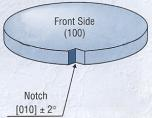 Front Side
(100)
Notch
[010] ± 2°